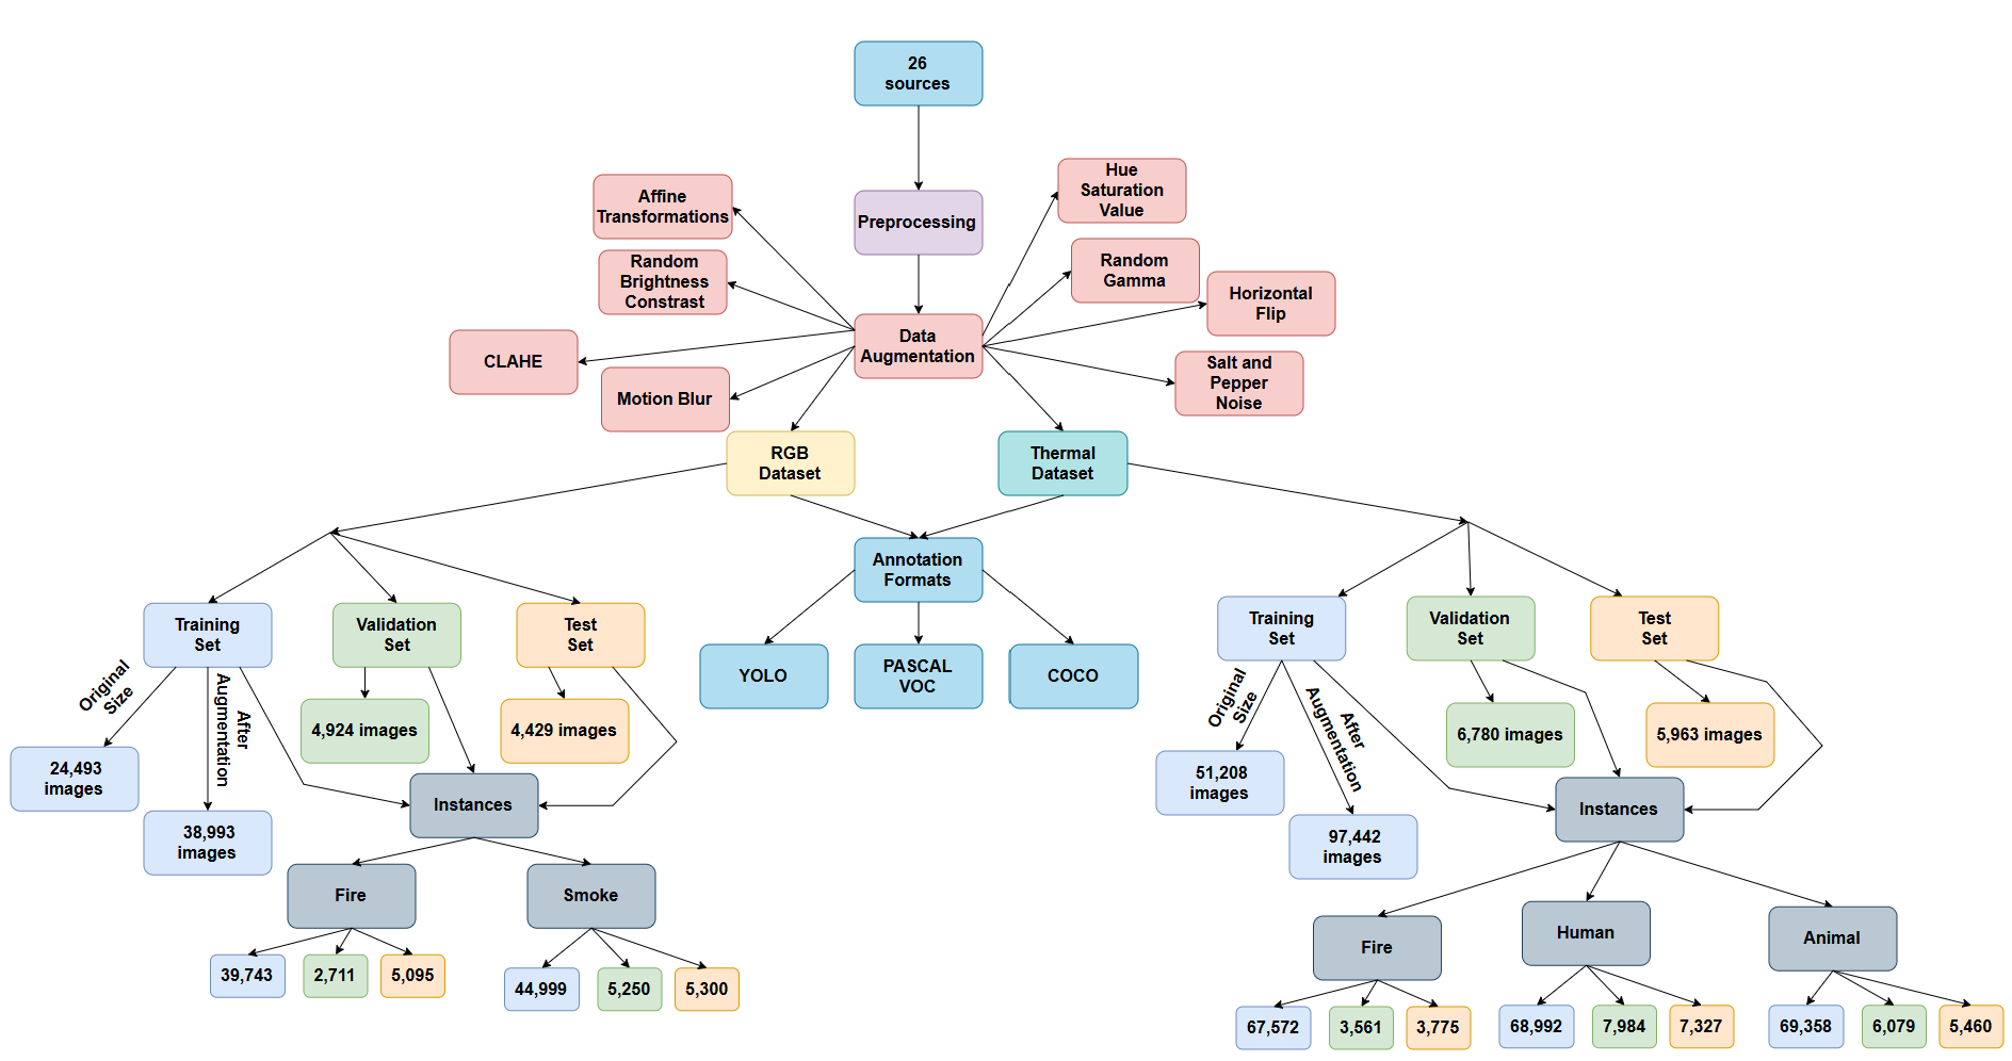 26
sources
Preprocessing
Affine
Transformations
Random
Brightness
Constrast
CLAHE
Motion Blur
Data
Augmentation
Hue
Saturation
Value
Random
Gamma
Horizontal
Flip
Salt and
Pepper
Noise
RGB
Dataset
Thermal
Dataset
Annotation
Formats
YOLO
PASCAL
VOC
COCO
Training
Set
Validation
Set
Test
Set
Original
Size
After
Augmentation
24,493
images
38,993
images
4,924 images
4,429 images
Instances
Fire
Smoke
39,743
2,711
5,095
44,999
5,250
5,300
Training
Set
Validation
Set
Test
Set
Original
Size
After
Augmentation
51,208
images
97,442
images
6,780 images
5,963 images
Instances
Fire
Human
Animal
67,572
3,561
3,775
68,992
7,984
7,327
69,358
6,079
5,460